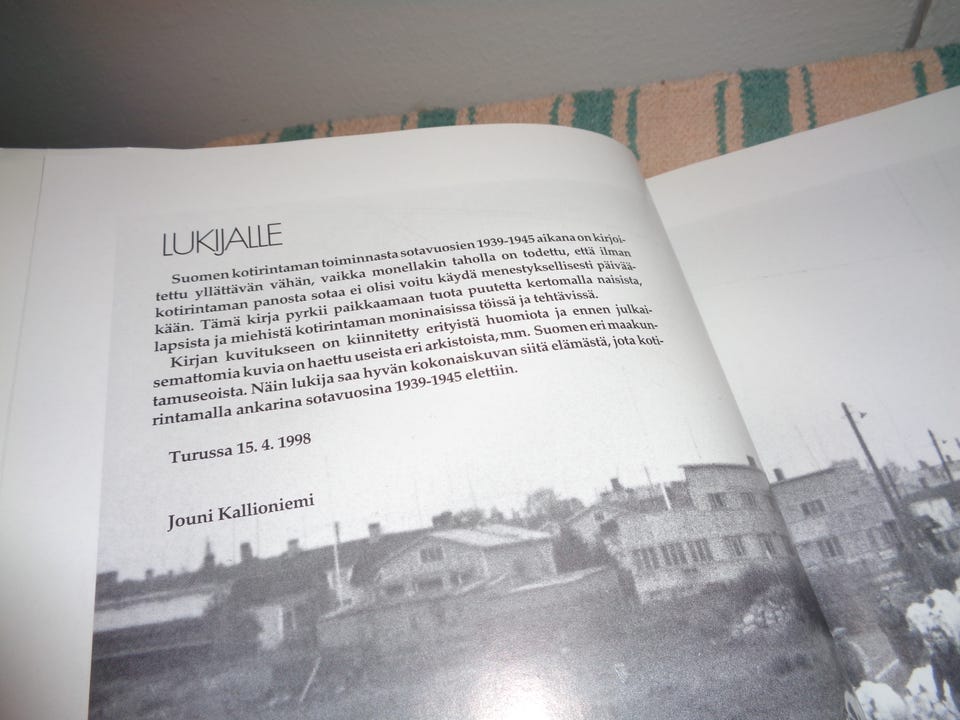 LUKIJALLE
Suomen kotirintaman toiminnasta sotavuosien 1939-1945 aikana on kirjoi-
tettu yllättävän vähän, vaikka monellakin taholla on todettu, että ilman
kotirintaman panosta sotaa ei olisi voitu käydä menestyksellisesti päivää-
kään. Tämä kirja pyrkii paikkaamaan tuota puutetta kertomalla naisista,
lapsista ja miehistä kotirintaman moninaisissa töissä ja tehtävissä.
Kirjan kuvitukseen on kiinnitetty erityistä huomiota ja ennen julkai-
semattomia kuvia on haettu useista eri arkistoista, mm. Suomen eri maakun-
tamuseoista. Näin lukija saa hyvän kokonaiskuvan siitä elämästä, jota koti-
rintamalla ankarina sotavuosina 1939-1945 elettiin.
Turussa 15. 4. 1998
Jouni Kallioniemi